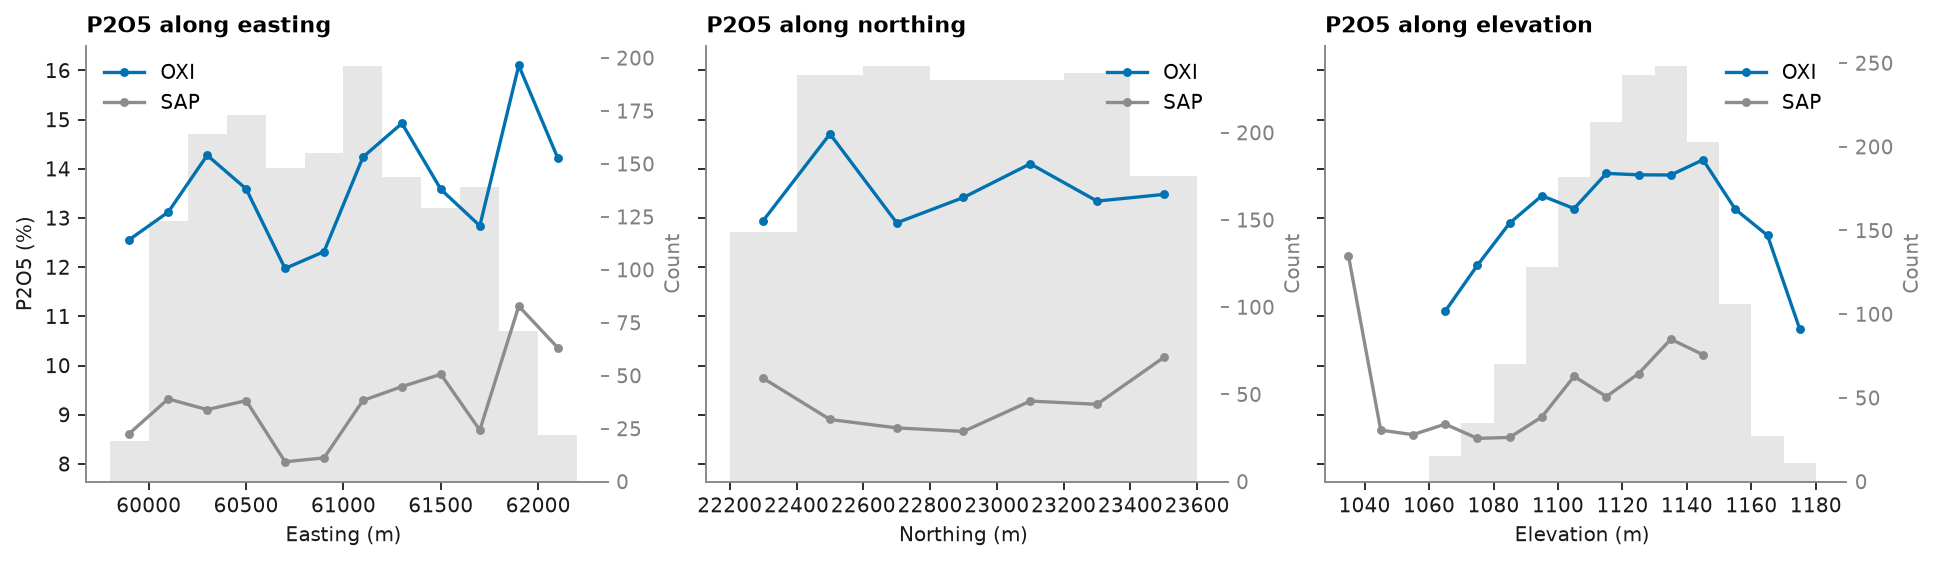 P2O5 along easting
P2O5 along northing
P2O5 along elevation
OXI
SAP
OXI
SAP
OXI
SAP
16
15
14
13
12
11
10
9
8
P2O5 (%)
200
175
150
125
100
75
50
25
0
Count
200
150
100
50
0
Count
250
200
150
100
50
0
Count
60000 60500 61000 61500 62000
22200 22400 22600 22800 23000 23200 23400 23600
1040 1060 1080 1100 1120 1140 1160 1180
Easting (m)
Northing (m)
Elevation (m)